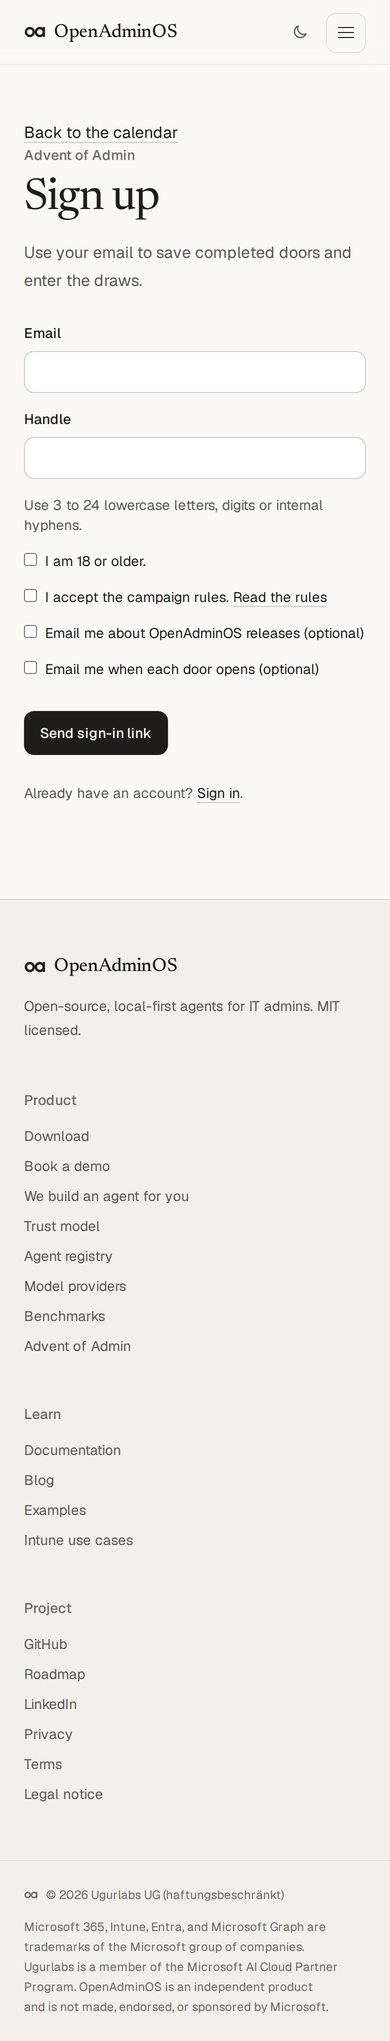 OpenAdminOS
Back to the calendar
Advent of Admin
Sign up
Use your email to save completed doors and
enter the draws.
Email
Handle
Use 3 to 24 lowercase letters, digits or internal
hyphens.
I am 18 or older.
I accept the campaign rules. Read the rules
Email me about OpenAdminOS releases (optional)
Email me when each door opens (optional)
Send sign-in link
Already have an account? Sign in.
OpenAdminOS
Open-source, local-first agents for IT admins. MIT
licensed.
Product
Download
Book a demo
We build an agent for you
Trust model
Agent registry
Model providers
Benchmarks
Advent of Admin
Learn
Documentation
Blog
Examples
Intune use cases
Project
GitHub
Roadmap
LinkedIn
Privacy
Terms
Legal notice
© 2026 Ugurlabs UG (haftungsbeschränkt)
Microsoft 365, Intune, Entra, and Microsoft Graph are
trademarks of the Microsoft group of companies.
Ugurlabs is a member of the Microsoft AI Cloud Partner
Program. OpenAdminOS is an independent product
and is not made, endorsed, or sponsored by Microsoft.